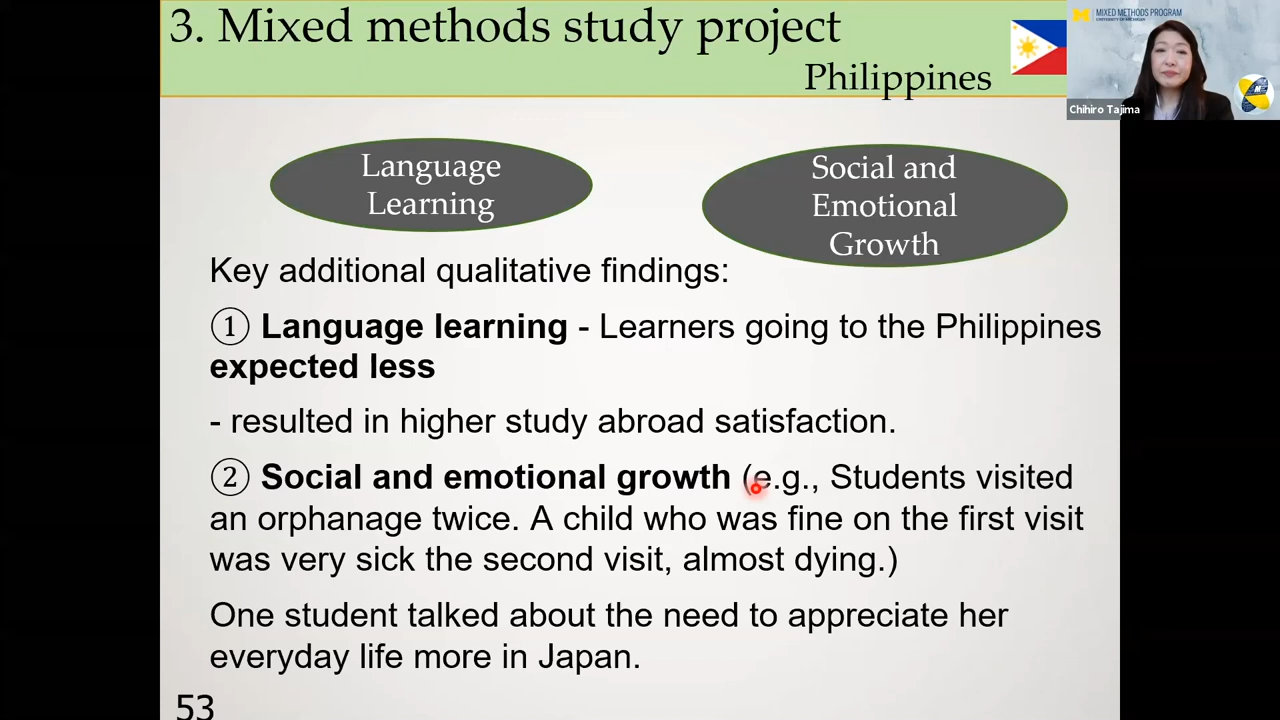 3. Mixed methods study project
Philippines
MIXED METHODS PROGRAM
UNIVERSITY OF MICHIGAN
Chihiro Tajima
Language
Learning
Social and
Emotional
Growth
Key additional qualitative findings:
① Language learning - Learners going to the Philippines
expected less
- resulted in higher study abroad satisfaction.
② Social and emotional growth (e.g., Students visited
an orphanage twice. A child who was fine on the first visit
was very sick the second visit, almost dying.)
One student talked about the need to appreciate her
everyday life more in Japan.
53